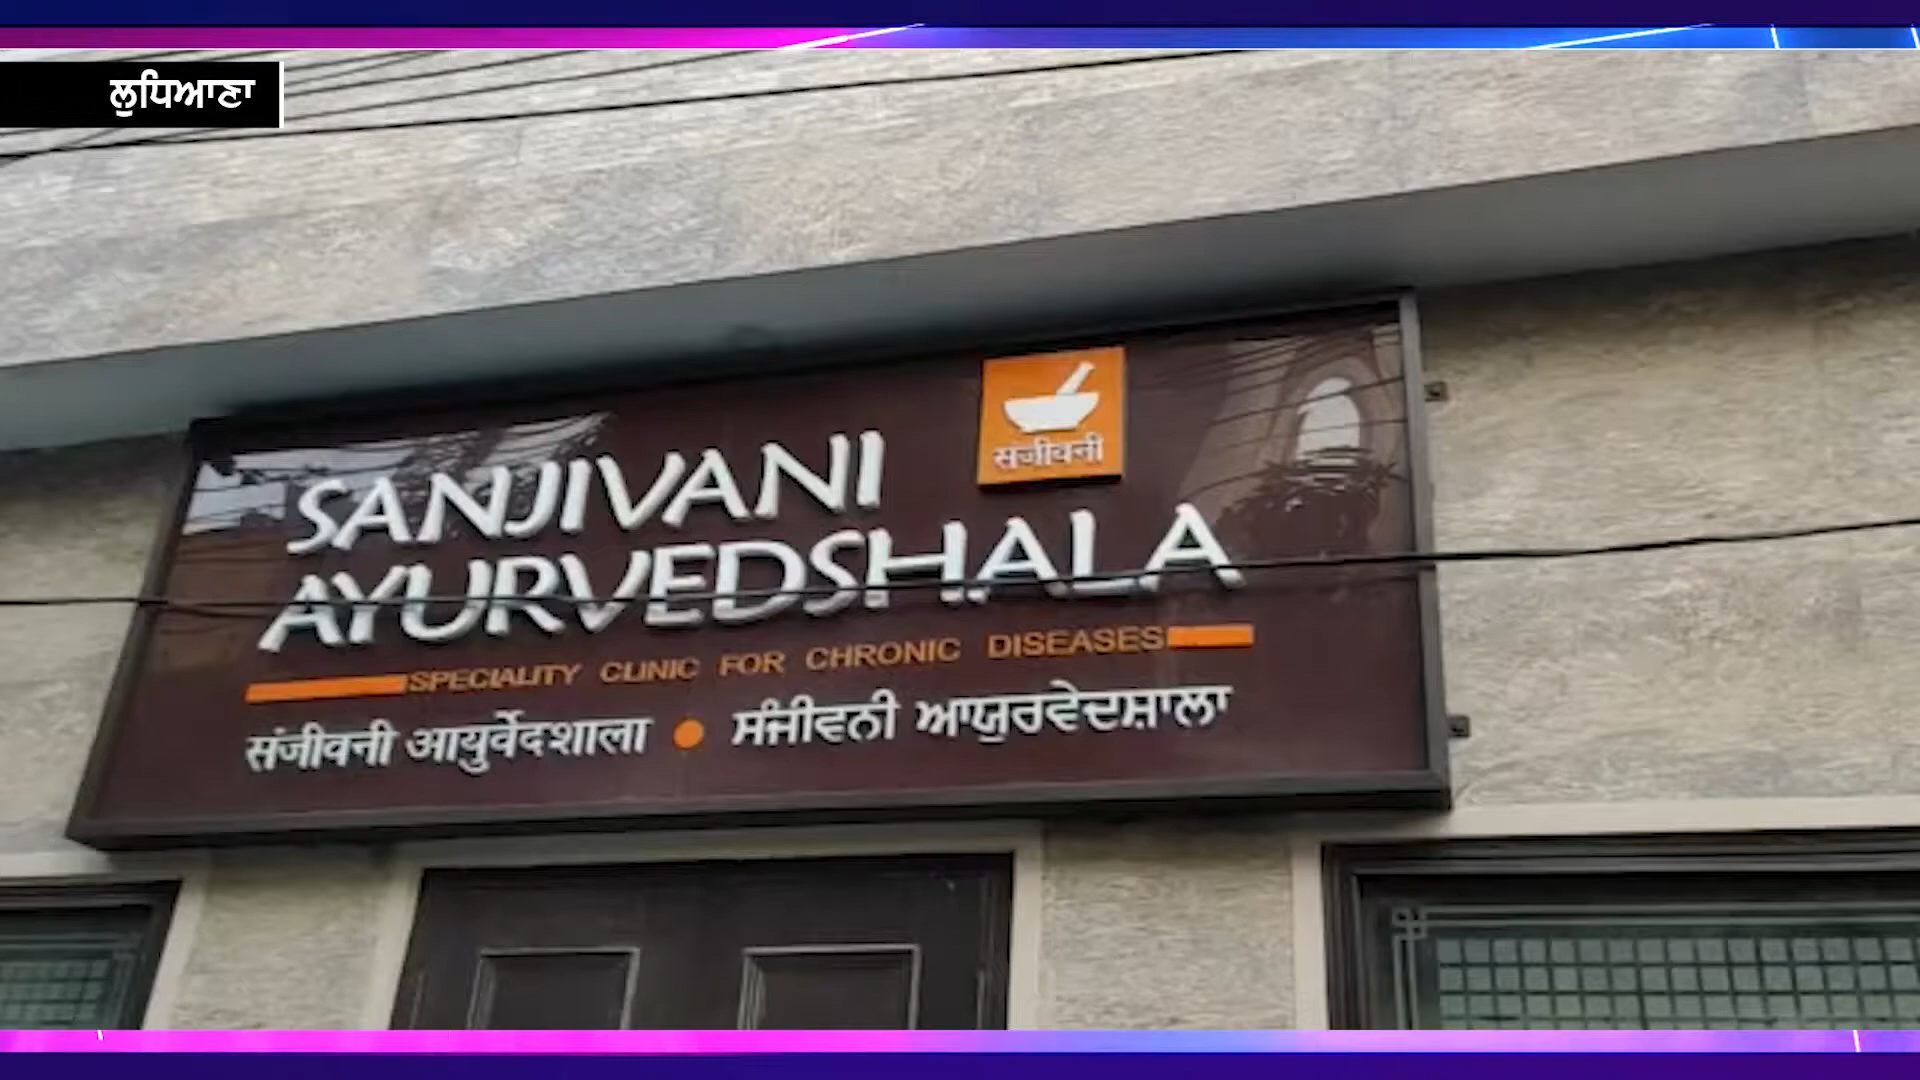 ਲੁਧਿਆਣਾ
संजीवनी
SANJIVANI
AYURVEDSHALA
SPECIALITY CLINIC FOR CHRONIC DISEASES
संजीवनी आयुर्वेदशाला • ਸੰਜੀਵਨੀ ਆਯੁਰਵੇਦਸ਼ਾਲਾ